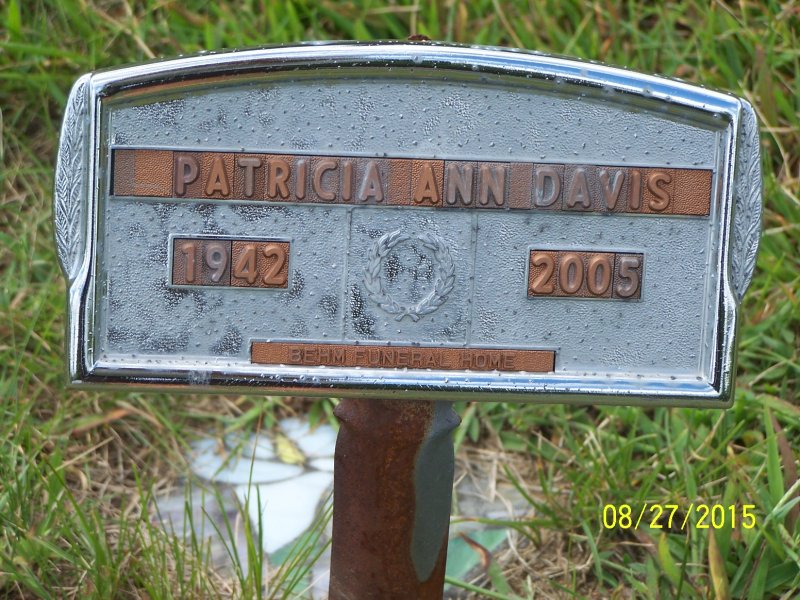 PATRICIA ANN DAVIS
1942 2005
BEHM FUNERAL HOME
08/27/2015